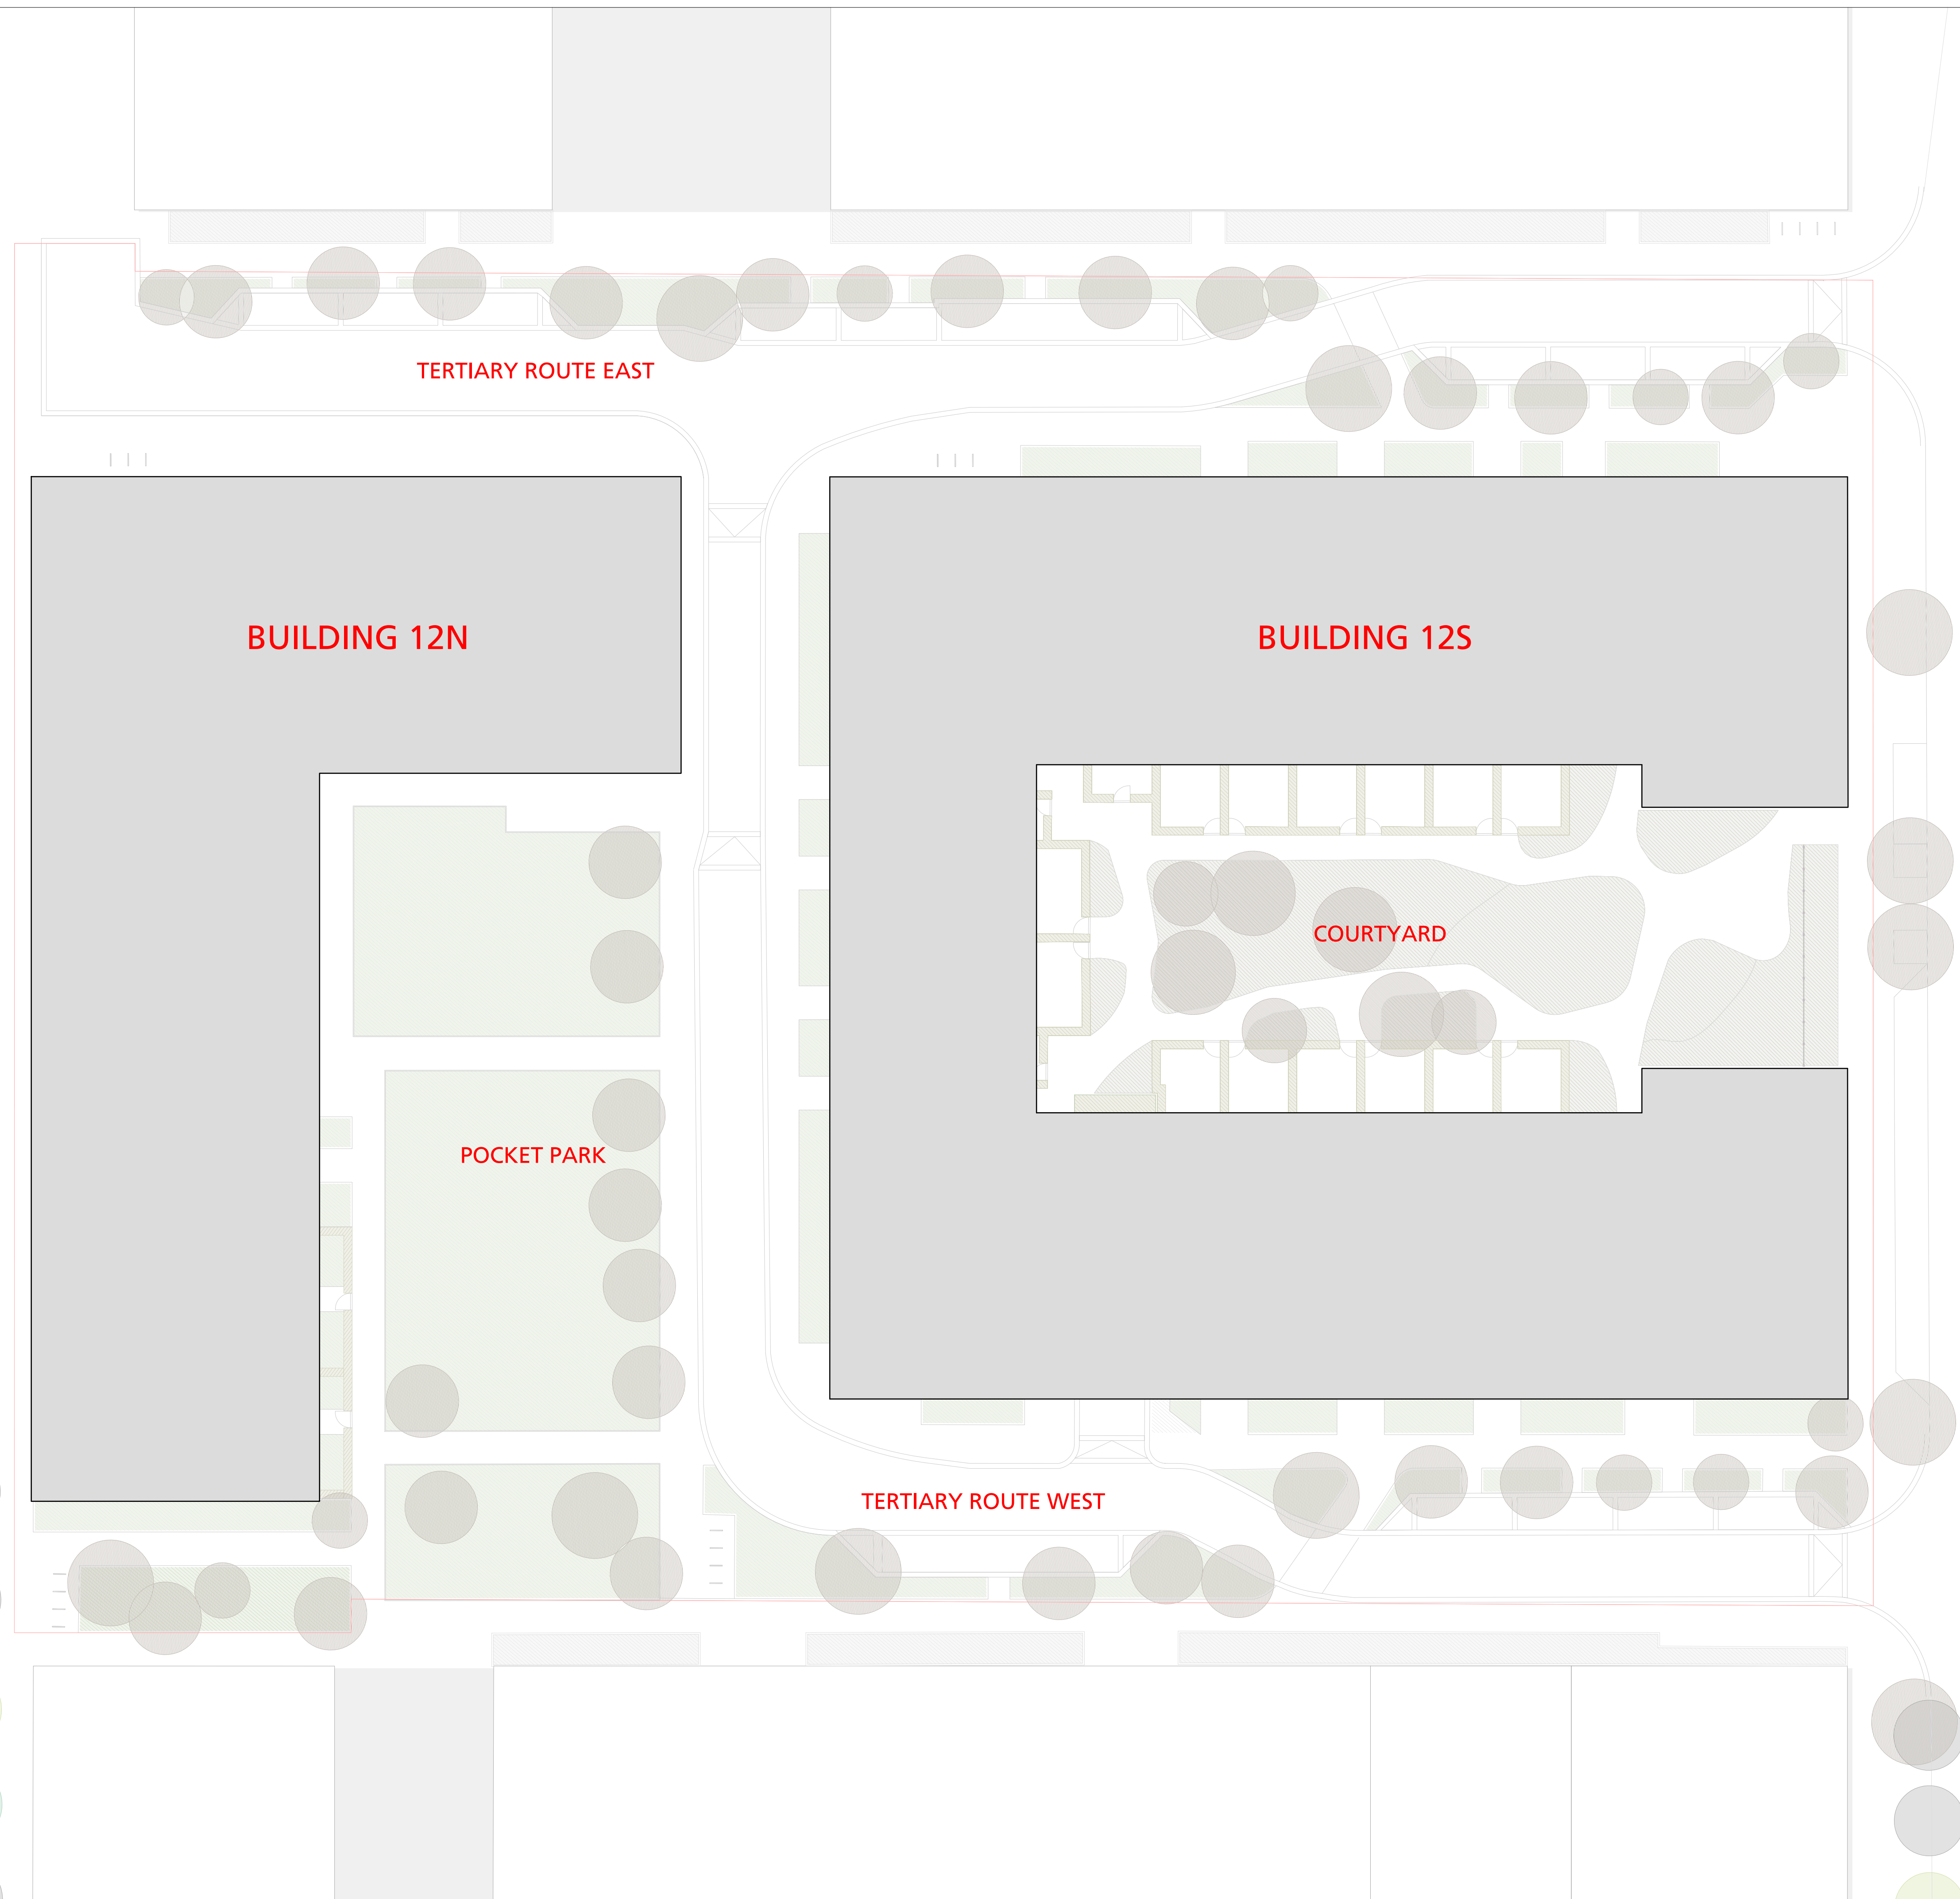 TERTIARY ROUTE EAST
BUILDING 12N
BUILDING 12S
COURTYARD
POCKET PARK
TERTIARY ROUTE WEST